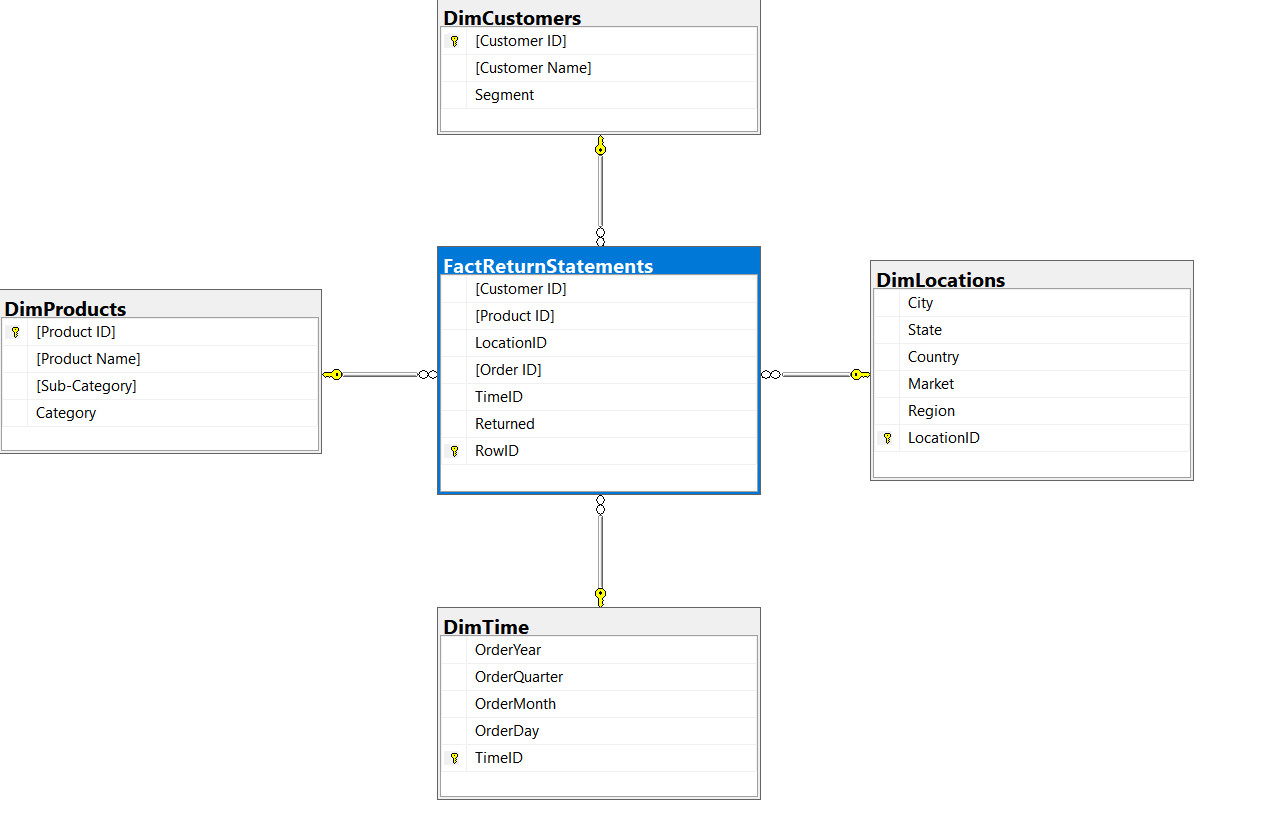 DimCustomers
[Customer ID]
[Customer Name]
Segment
FactReturnStatements
[Customer ID]
[Product ID]
LocationID
[Order ID]
TimeID
Returned
RowID
DimProducts
[Product ID]
[Product Name]
[Sub-Category]
Category
DimLocations
City
State
Country
Market
Region
LocationID
DimTime
OrderYear
OrderQuarter
OrderMonth
OrderDay
TimeID